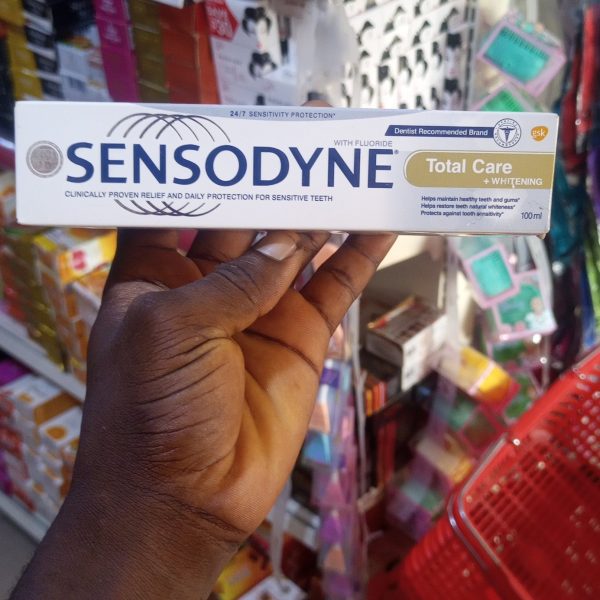 24/7 SENSITIVITY PROTECTION*
WITH FLUORIDE
SENSODYNE®
CLINICALLY PROVEN RELIEF AND DAILY PROTECTION FOR SENSITIVE TEETH
Dentist Recommended Brand
gsk
Total Care
+ WHITENING
Helps maintain healthy teeth and gums*
Helps restore teeth natural whiteness*
Protects against tooth sensitivity*
100ml